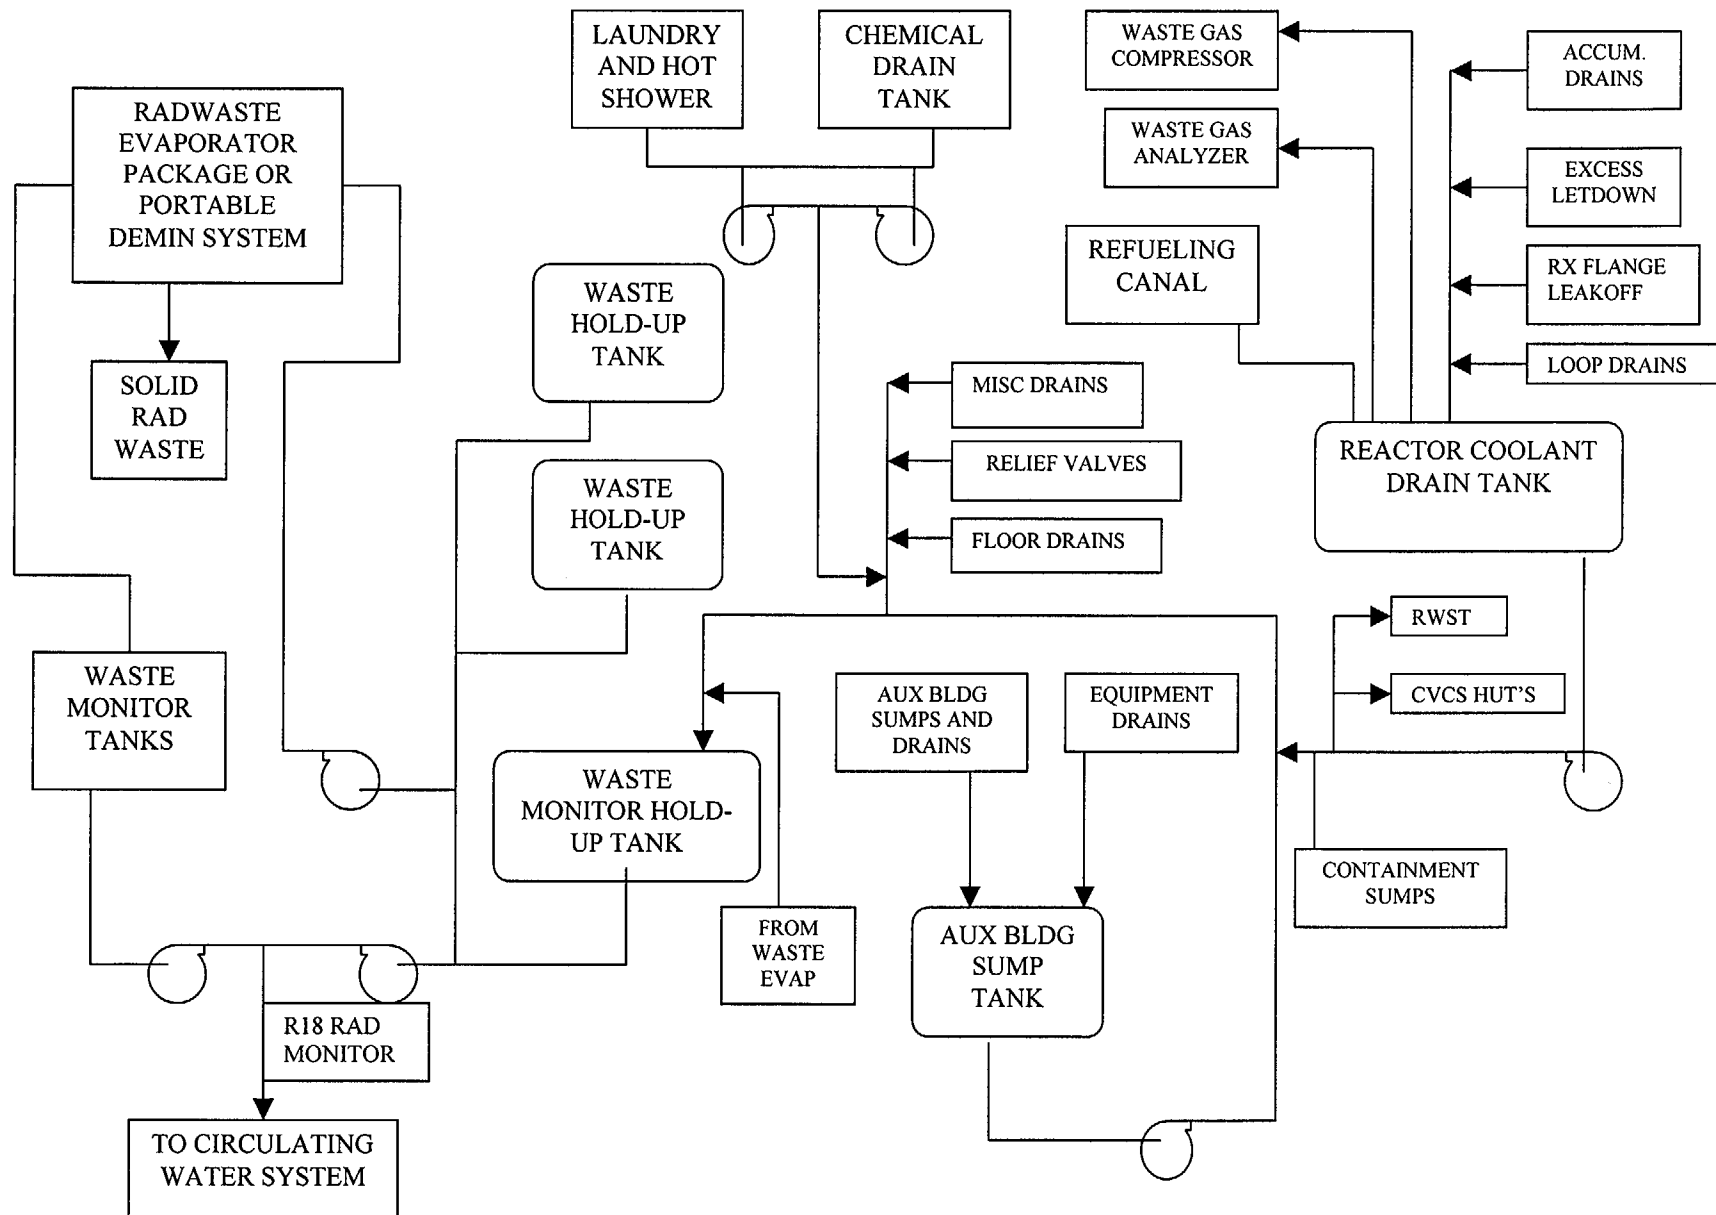 LAUNDRY
AND HOT
SHOWER
CHEMICAL
DRAIN
TANK
WASTE GAS
COMPRESSOR
ACCUM.
DRAINS
RADWASTE
EVAPORATOR
PACKAGE OR
PORTABLE
DEMIN SYSTEM
WASTE GAS
ANALYZER
EXCESS
LETDOWN
REFUELING
CANAL
RX FLANGE
LEAKOFF
WASTE
HOLD-UP
TANK
LOOP DRAINS
SOLID
RAD
WASTE
MISC DRAINS
RELIEF VALVES
REACTOR COOLANT
DRAIN TANK
WASTE
HOLD-UP
TANK
FLOOR DRAINS
RWST
WASTE
MONITOR
TANKS
AUX BLDG
SUMPS AND
DRAINS
EQUIPMENT
DRAINS
CVCS HUT'S
WASTE
MONITOR HOLD-
UP TANK
CONTAINMENT
SUMPS
FROM
WASTE
EVAP
AUX BLDG
SUMP
TANK
R18 RAD
MONITOR
TO CIRCULATING
WATER SYSTEM